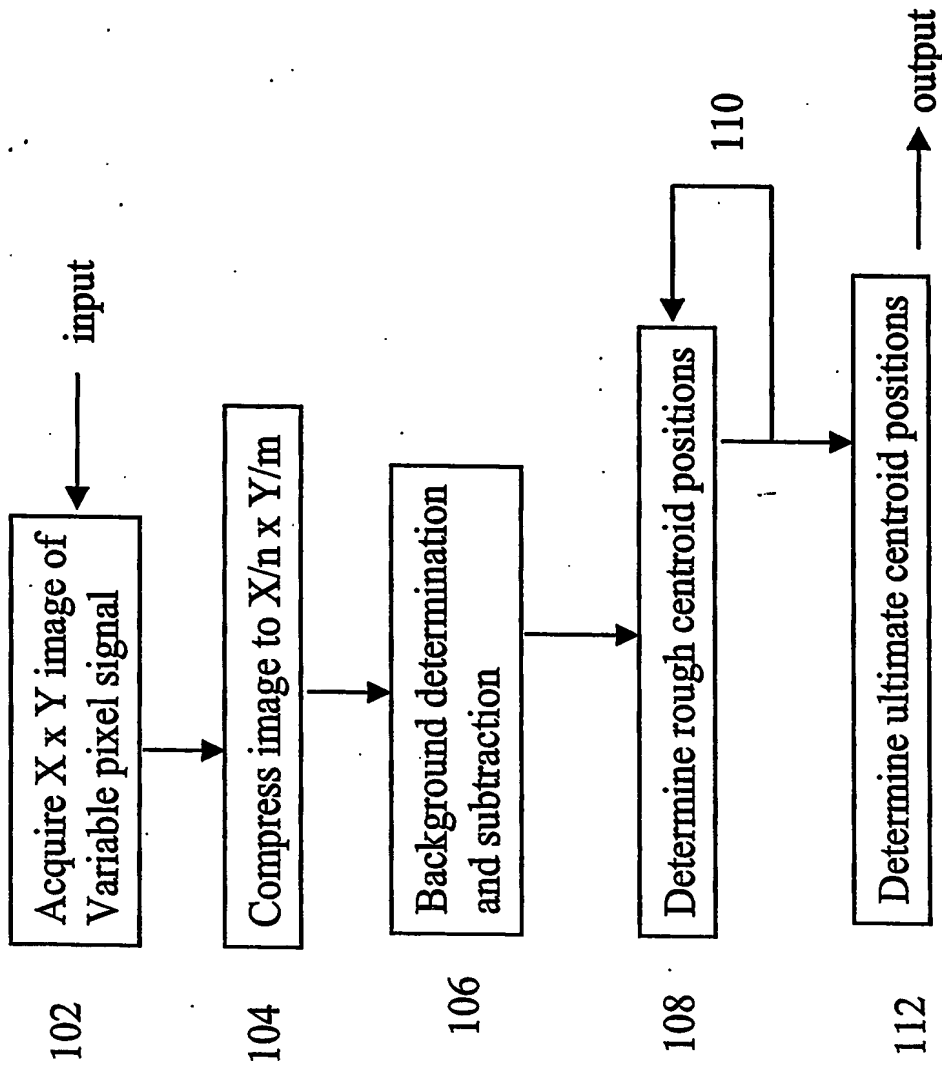 102
Acquire X x Y image of
Variable pixel signal
input
104
Compress image to X/n x Y/m
106
Background determination
and subtraction
108
Determine rough centroid positions
110
112
Determine ultimate centroid positions
output